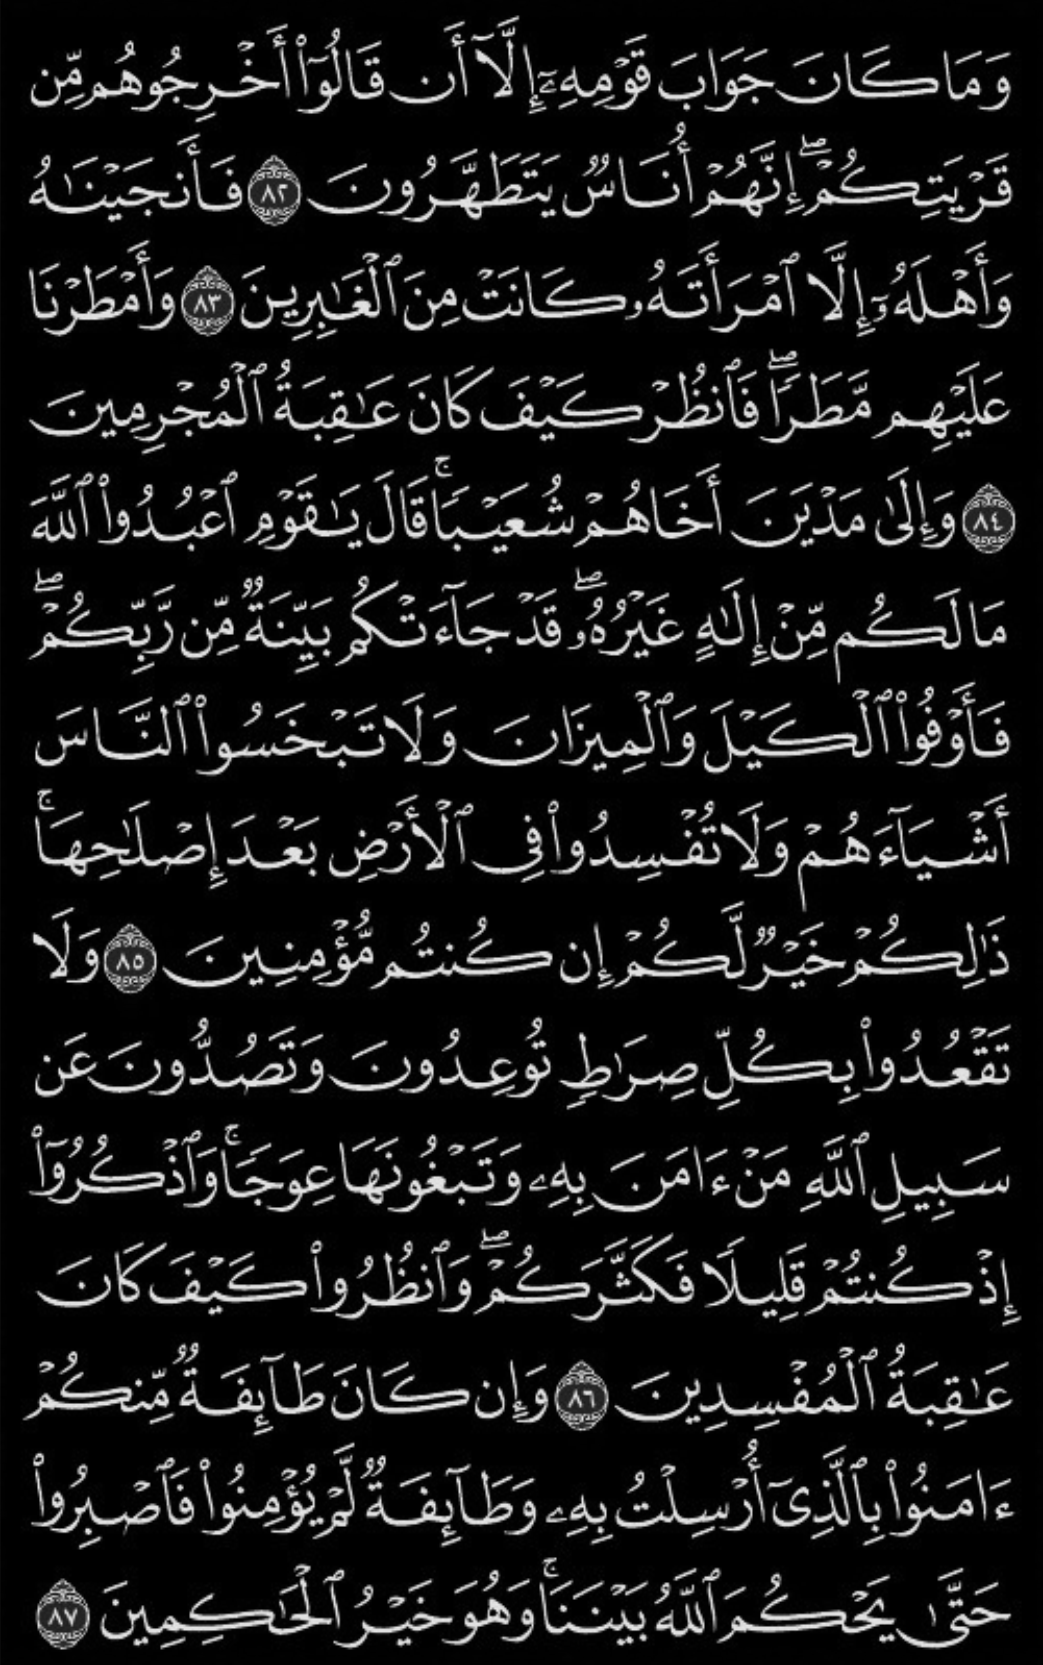 وَمَا كَانَ جَوَابَ قَوْمِهِۦٓ إِلَّآ أَن قَالُوٓا۟ أَخْرِجُوهُم مِّن
قَرْيَتِكُمْ ۖ إِنَّهُمْ أُنَاسٌ يَتَطَهَّرُونَ ٨٢ فَأَنجَيْنَـٰهُ
وَأَهْلَهُۥٓ إِلَّا ٱمْرَأَتَهُۥ كَانَتْ مِنَ ٱلْغَـٰبِرِينَ ٨٣ وَأَمْطَرْنَا
عَلَيْهِم مَّطَرًا ۖ فَٱنظُرْ كَيْفَ كَانَ عَـٰقِبَةُ ٱلْمُجْرِمِينَ
٨٤ وَإِلَىٰ مَدْيَنَ أَخَاهُمْ شُعَيْبًا ۚ قَالَ يَـٰقَوْمِ ٱعْبُدُوا۟ ٱللَّهَ
مَا لَكُم مِّنْ إِلَـٰهٍ غَيْرُهُۥ ۖ قَدْ جَآءَتْكُم بَيِّنَةٌ مِّن رَّبِّكُمْ ۖ
فَأَوْفُوا۟ ٱلْكَيْلَ وَٱلْمِيزَانَ وَلَا تَبْخَسُوا۟ ٱلنَّاسَ
أَشْيَآءَهُمْ وَلَا تُفْسِدُوا۟ فِى ٱلْأَرْضِ بَعْدَ إِصْلَـٰحِهَا ۚ
ذَٰلِكُمْ خَيْرٌ لَّكُمْ إِن كُنتُم مُّؤْمِنِينَ ٨٥ وَلَا
تَقْعُدُوا۟ بِكُلِّ صِرَٰطٍ تُوعِدُونَ وَتَصُدُّونَ عَن
سَبِيلِ ٱللَّهِ مَنْ ءَامَنَ بِهِۦ وَتَبْغُونَهَا عِوَجًا ۚ وَٱذْكُرُوٓا۟
إِذْ كُنتُمْ قَلِيلًا فَكَثَّرَكُمْ ۖ وَٱنظُرُوا۟ كَيْفَ كَانَ
عَـٰقِبَةُ ٱلْمُفْسِدِينَ ٨٦ وَإِن كَانَ طَآئِفَةٌ مِّنكُمْ
ءَامَنُوا۟ بِٱلَّذِىٓ أُرْسِلْتُ بِهِۦ وَطَآئِفَةٌ لَّمْ يُؤْمِنُوا۟ فَٱصْبِرُوا۟
حَتَّىٰ يَحْكُمَ ٱللَّهُ بَيْنَنَا ۚ وَهُوَ خَيْرُ ٱلْحَـٰكِمِينَ ٨٧